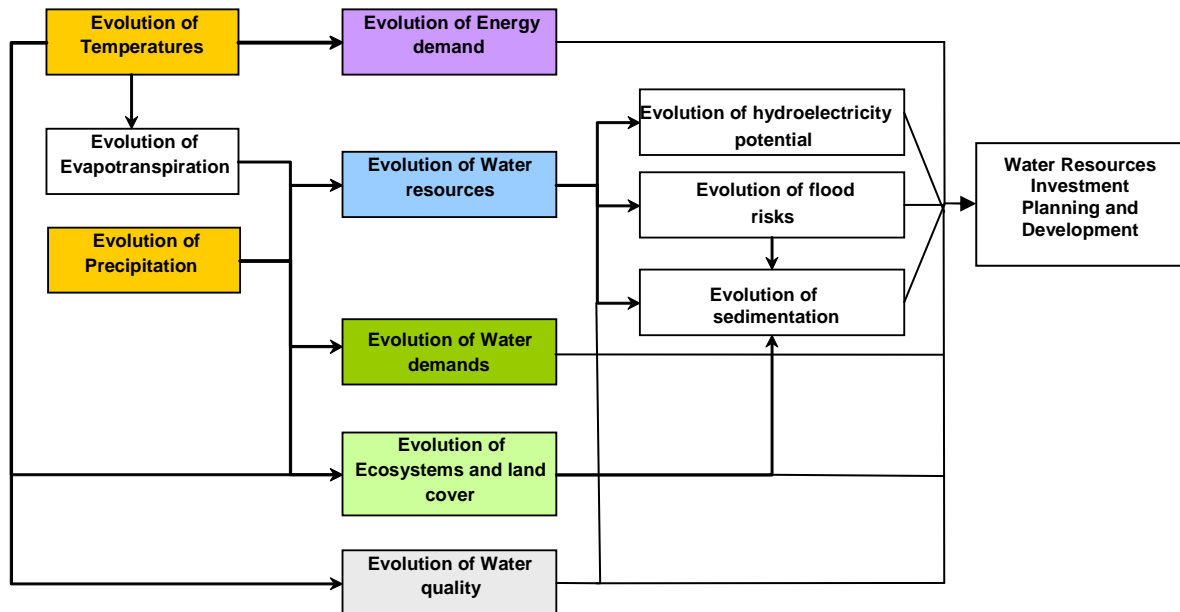 Evolution of
Temperatures
Evolution of Energy
demand
Evolution of
Evapotranspiration
Evolution of Water
resources
Evolution of hydroelectricity
potential
Evolution of flood
risks
Water Resources
Investment
Planning and
Development
Evolution of
Precipitation
Evolution of
sedimentation
Evolution of Water
demands
Evolution of
Ecosystems and land
cover
Evolution of Water
quality